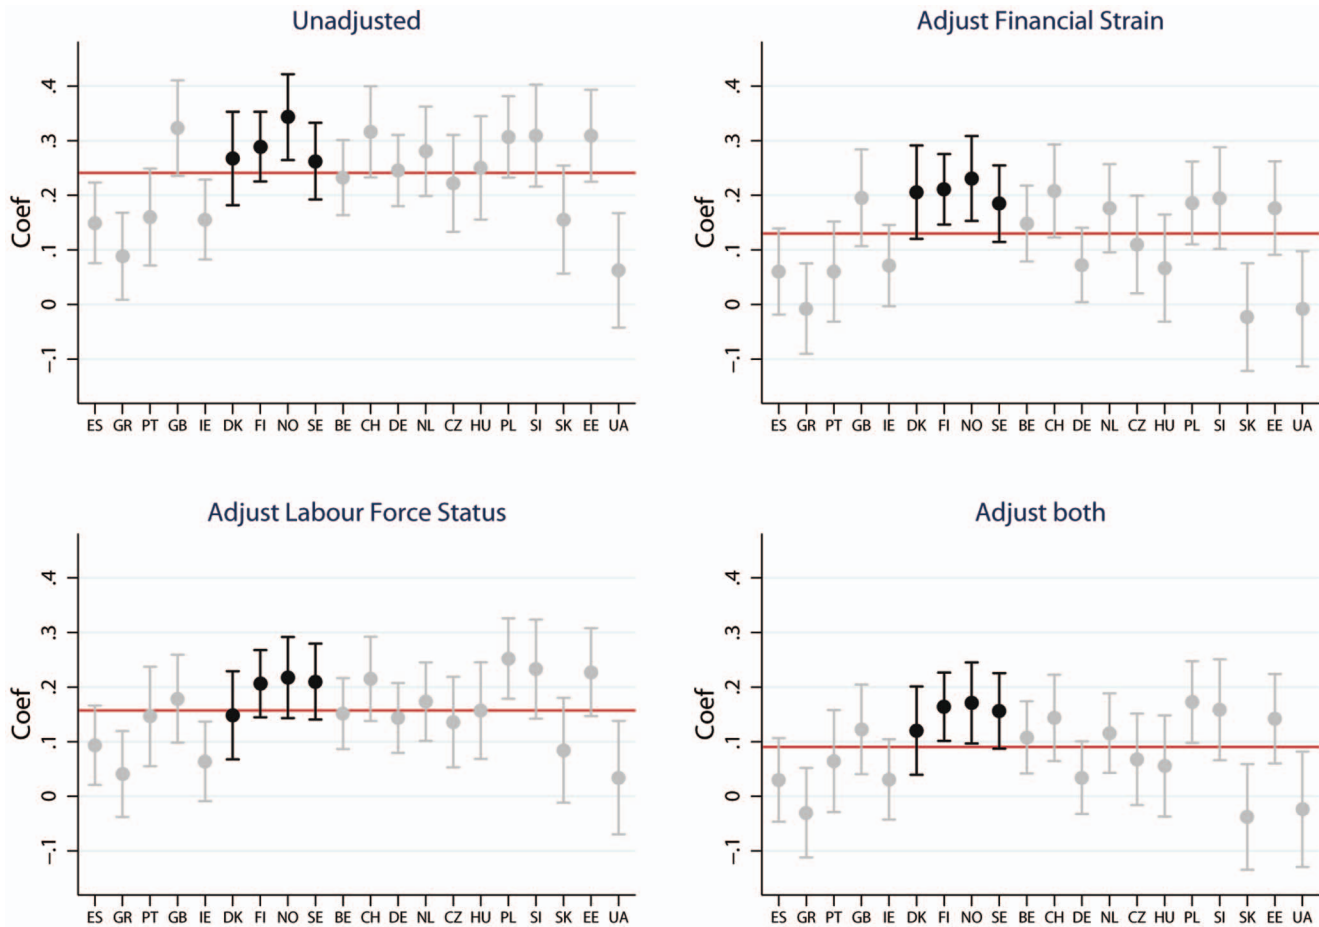 Unadjusted
Coef
.4
.3
.2
.1
0
-.1
ES GR PT GB IE DK FI NO SE BE CH DE NL CZ HU PL SI SK EE UA
Adjust Financial Strain
Coef
.4
.3
.2
.1
0
-.1
ES GR PT GB IE DK FI NO SE BE CH DE NL CZ HU PL SI SK EE UA
Adjust Labour Force Status
Coef
.4
.3
.2
.1
0
-.1
ES GR PT GB IE DK FI NO SE BE CH DE NL CZ HU PL SI SK EE UA
Adjust both
Coef
.4
.3
.2
.1
0
-.1
ES GR PT GB IE DK FI NO SE BE CH DE NL CZ HU PL SI SK EE UA